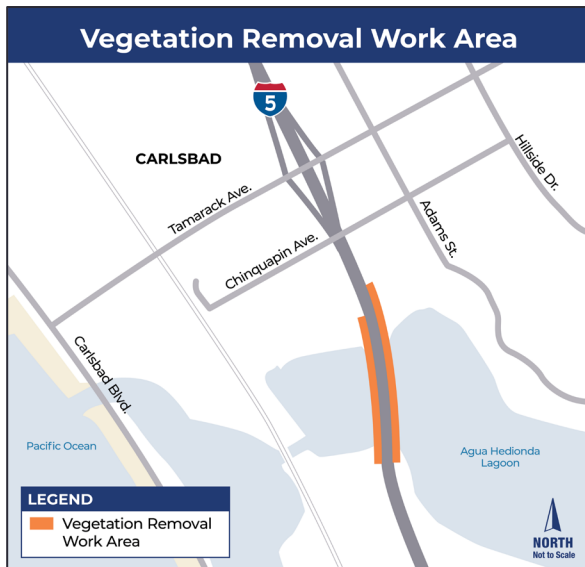 Vegetation Removal Work Area
5
CARLSBAD
Tamarack Ave.
Hillside Dr.
Adams St.
Chinquapin Ave.
Carlsbad Blvd.
Pacific Ocean
Agua Hedionda
Lagoon
LEGEND
Vegetation Removal
Work Area
NORTH
Not to Scale